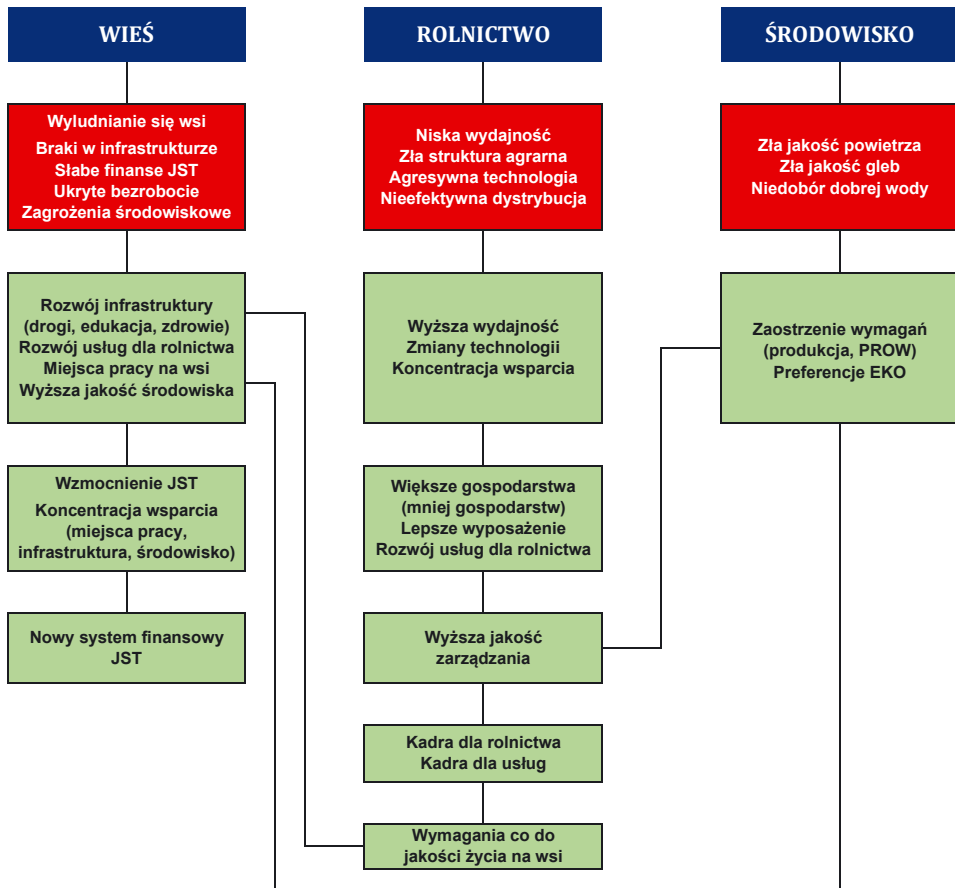 WIEŚ
Wyludnianie się wsi
Braki w infrastrukturze
Słabe finanse JST
Ukryte bezrobocie
Zagrożenia środowiskowe
Rozwój infrastruktury
(drogi, edukacja, zdrowie)
Rozwój usług dla rolnictwa
Miejsca pracy na wsi
Wyższa jakość środowiska
Wzmocnienie JST
Koncentracja wsparcia
(miejsca pracy,
infrastruktura, środowisko)
Nowy system finansowy
JST
ROLNICTWO
Niska wydajność
Zła struktura agrarna
Agresywna technologia
Nieefektywna dystrybucja
Wyższa wydajność
Zmiany technologii
Koncentracja wsparcia
Większe gospodarstwa
(mniej gospodarstw)
Lepsze wyposażenie
Rozwój usług dla rolnictwa
Wyższa jakość
zarządzania
Kadra dla rolnictwa
Kadra dla usług
Wymagania co do
jakości życia na wsi
ŚRODOWISKO
Zła jakość powietrza
Zła jakość gleb
Niedobór dobrej wody
Zaostrzenie wymagań
(produkcja, PROW)
Preferencje EKO